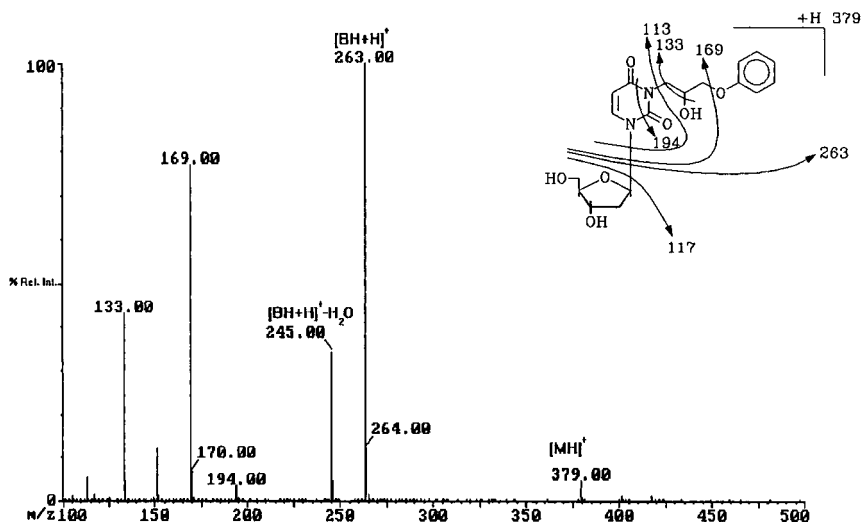 +H 379
[BH+H]⁺
113
133
169
263.00
100
O
N
O
OH
O
N
169.00
194
263
HO
O
OH
117
% Rel. Int.
133.00
[BH+H]⁺-H₂O
245.00
264.00
170.00
194.00
[MH]⁺
379.00
0
M/Z 100
150
200
250
300
350
400
450
500